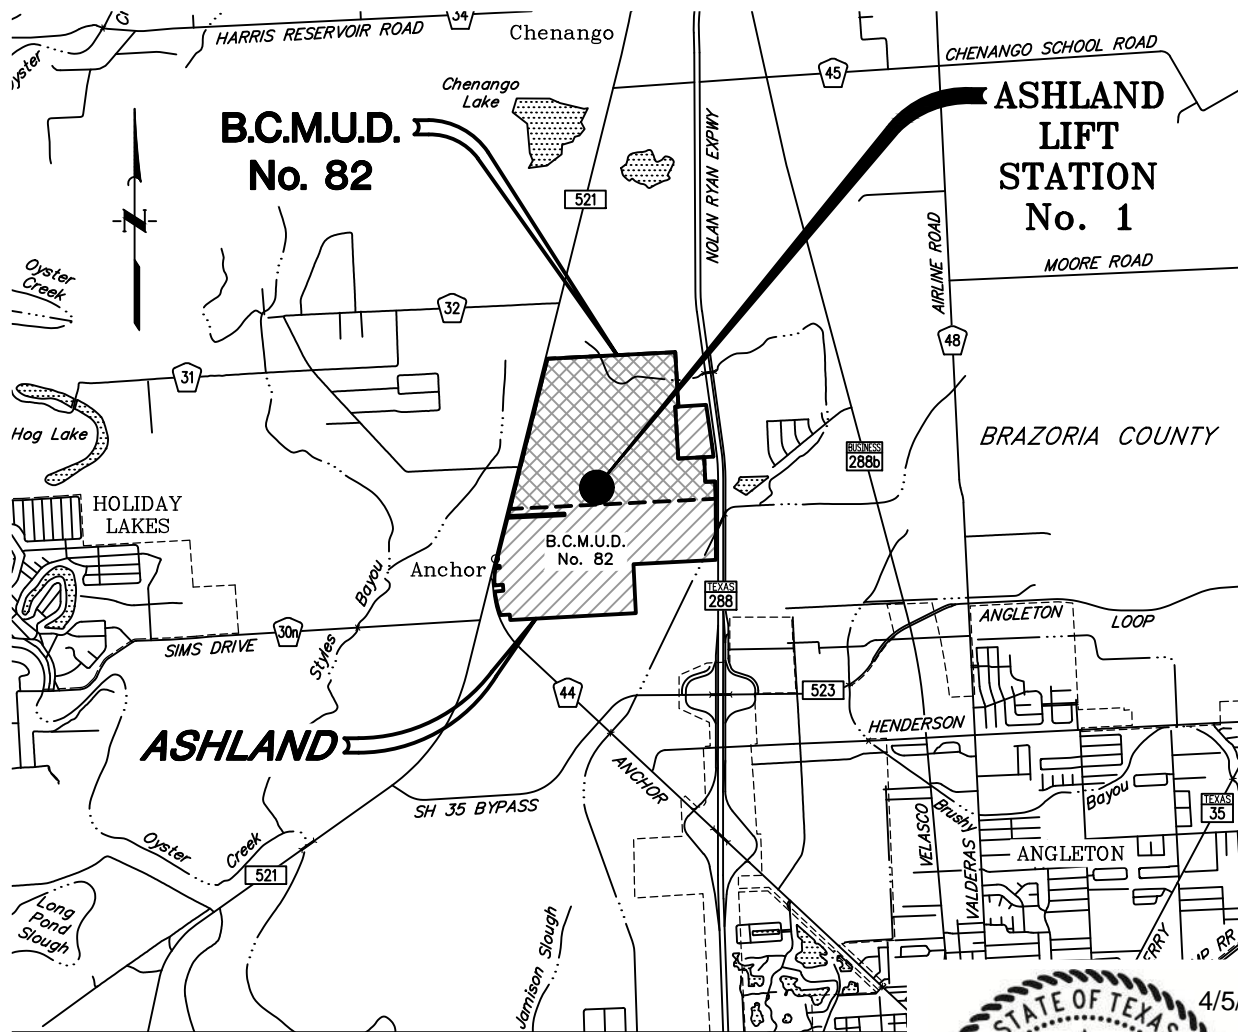 34
HARRIS RESERVOIR ROAD
Chenango
CHENANGO SCHOOL ROAD
45
Chenango
Lake
ASHLAND
LIFT
STATION
No. 1
B.C.M.U.D.
No. 82
521
NOLAN RYAN EXPWY
N
AIRLINE ROAD
MOORE ROAD
Oyster
Creek
32
48
31
Hog Lake
BRAZORIA COUNTY
BUSINESS
288b
HOLIDAY
LAKES
B.C.M.U.D.
No. 82
Anchor
Styles Bayou
TEXAS
288
ANGLETON LOOP
30n
SIMS DRIVE
44
523
HENDERSON
ASHLAND
ANCHOR
SH 35 BYPASS
VELASCO
Brushy
Bayou
TEXAS
35
Oyster Creek
521
VALDERAS
ANGLETON
Long
Pond
Slough
Jamison Slough
ERRY
RR
STATE OF TEXAS
4/5/